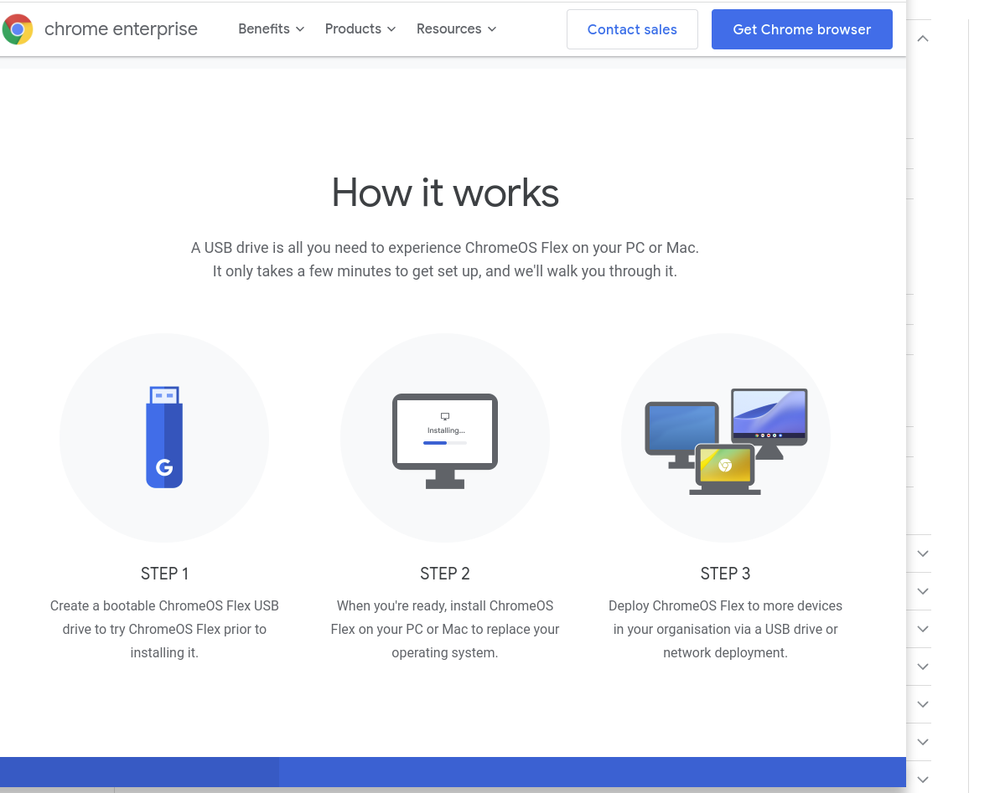 chrome enterprise Benefits Products Resources Contact sales Get Chrome browser
How it works
A USB drive is all you need to experience ChromeOS Flex on your PC or Mac.
It only takes a few minutes to get set up, and we'll walk you through it.
G
Installing...
STEP 1
Create a bootable ChromeOS Flex USB
drive to try ChromeOS Flex prior to
installing it.
STEP 2
When you're ready, install ChromeOS
Flex on your PC or Mac to replace your
operating system.
STEP 3
Deploy ChromeOS Flex to more devices
in your organisation via a USB drive or
network deployment.